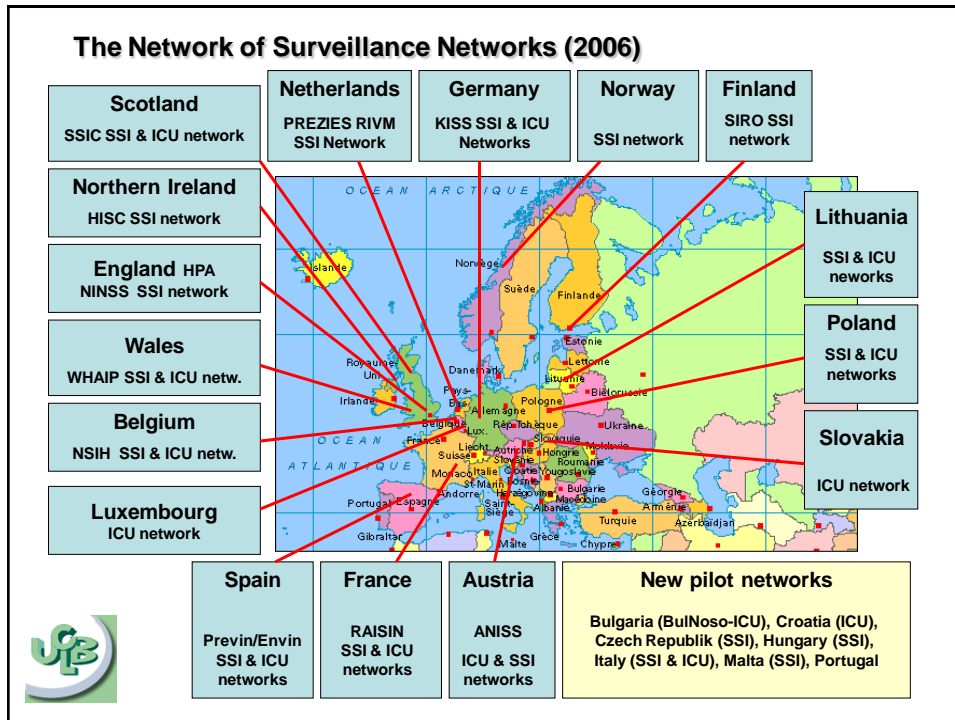 The Network of Surveillance Networks (2006)
Scotland
SSIC SSI & ICU network
Netherlands
PREZIES RIVM
SSI Network
Germany
KISS SSI & ICU
Networks
Norway
SSI network
Finland
SIRO SSI
network
Northern Ireland
HISC SSI network
England HPA
NINSS SSI network
Wales
WHAIP SSI & ICU netw.
Belgium
NSIH SSI & ICU netw.
Luxembourg
ICU network
Lithuania
SSI & ICU
neworks
Poland
SSI & ICU
networks
Slovakia
ICU network
OCEAN ARCTIQUE
Islande
Norvège
Suède
Finlande
Estonie
Lettonie
Lituanie
Danemark
Royaume-
Uni
Irlande
Pays-
Bas
Biélorussie
Pologne
Allemagne
Belgique
Lux.
Rép.Tchèque
Ukraine
OCEAN
ATLANTIQUE
France
Liecht.
Slovaquie
Moldavie
Suisse
Autriche
Hongrie
Slovénie
Roumanie
Monaco
Italie
Croatie
Yougoslavie
St-Marin
Bosnie
Bulgarie
Géorgie
Andorre
Herzégovine
Macédoine
Arménie
Portugal
Espagne
Saint-
Siège
Albanie
Azerbaïdjan
Turquie
Gibraltar
Grèce
Malte
Chypre
Spain
Previn/Envin
SSI & ICU
networks
France
RAISIN
SSI & ICU
networks
Austria
ANISS
ICU & SSI
networks
New pilot networks
Bulgaria (BulNoso-ICU), Croatia (ICU),
Czech Republik (SSI), Hungary (SSI),
Italy (SSI & ICU), Malta (SSI), Portugal
UCLB